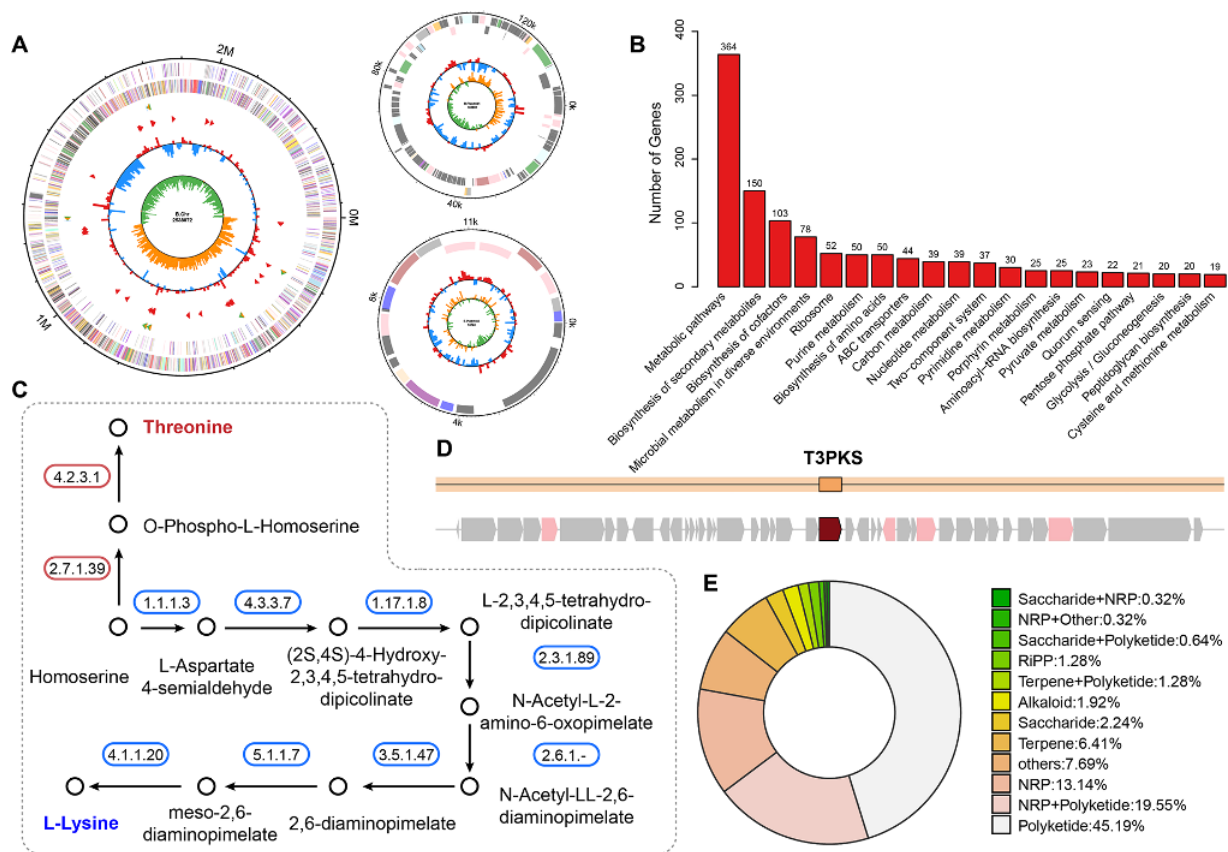 A
2M
0M
1M
B.Chr
120k
80k
0k
40k
11k
8k
0k
4k
B
Number of Genes
400
300
200
100
0
364
150
103
78
52
50
50
44
39
39
37
30
25
25
23
22
21
20
20
19
Metabolic pathways
Biosynthesis of secondary metabolites
Biosynthesis of cofactors
Microbial metabolism in diverse environments
Ribosome
Purine metabolism
Biosynthesis of amino acids
ABC transporters
Carbon metabolism
Nucleotide metabolism
Two-component system
Pyrimidine metabolism
Porphyrin metabolism
Aminoacyl-tRNA biosynthesis
Pyruvate metabolism
Quorum sensing
Pentose phosphate pathway
Glycolysis / Gluconeogenesis
Peptidoglycan biosynthesis
Cysteine and methionine metabolism
C
Threonine
4.2.3.1
O-Phospho-L-Homoserine
2.7.1.39
1.1.1.3
4.3.3.7
1.17.1.8
Homoserine
L-Aspartate
4-semialdehyde
(2S,4S)-4-Hydroxy-
2,3,4,5-tetrahydro-
dipicolinate
L-2,3,4,5-tetrahydro-
dipicolinate
2.3.1.89
N-Acetyl-L-2-
amino-6-oxopimelate
2.6.1.-
N-Acetyl-LL-2,6-
diaminopimelate
3.5.1.47
2,6-diaminopimelate
5.1.1.7
meso-2,6-
diaminopimelate
4.1.1.20
L-Lysine
D
T3PKS
E
Saccharide+NRP:0.32%
NRP+Other:0.32%
Saccharide+Polyketide:0.64%
RiPP:1.28%
Terpene+Polyketide:1.28%
Alkaloid:1.92%
Saccharide:2.24%
Terpene:6.41%
others:7.69%
NRP:13.14%
NRP+Polyketide:19.55%
Polyketide:45.19%